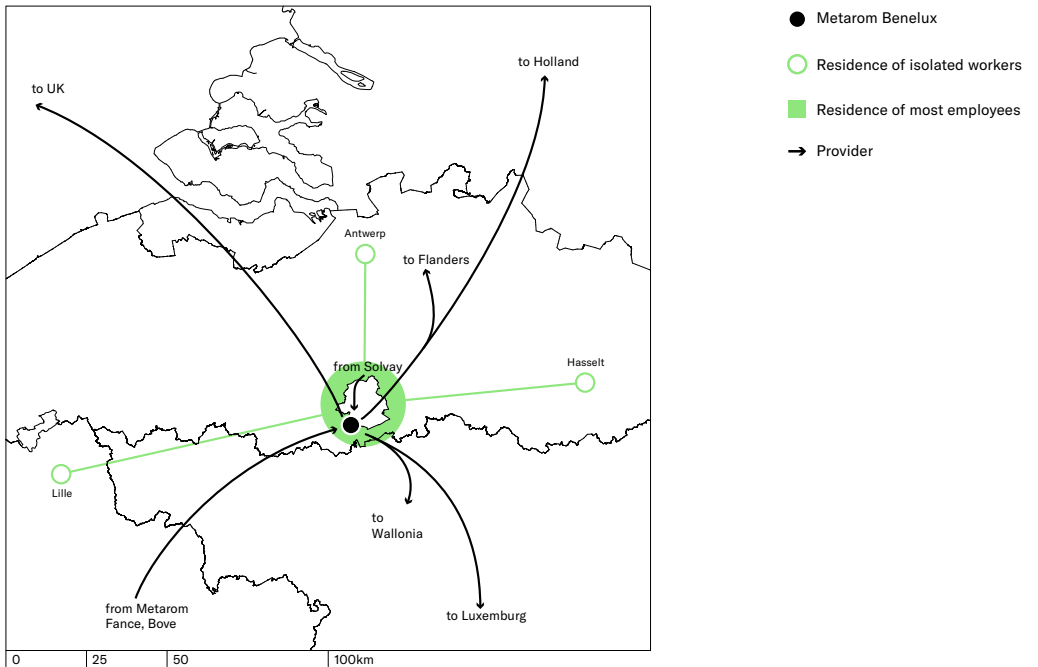 Metarom Benelux
Residence of isolated workers
Residence of most employees
Provider
to Holland
to UK
Antwerp
to Flanders
Hasselt
from Solvay
Lille
to
Wallonia
from Metarom
Fance, Bove
to Luxemburg
0
25
50
100km